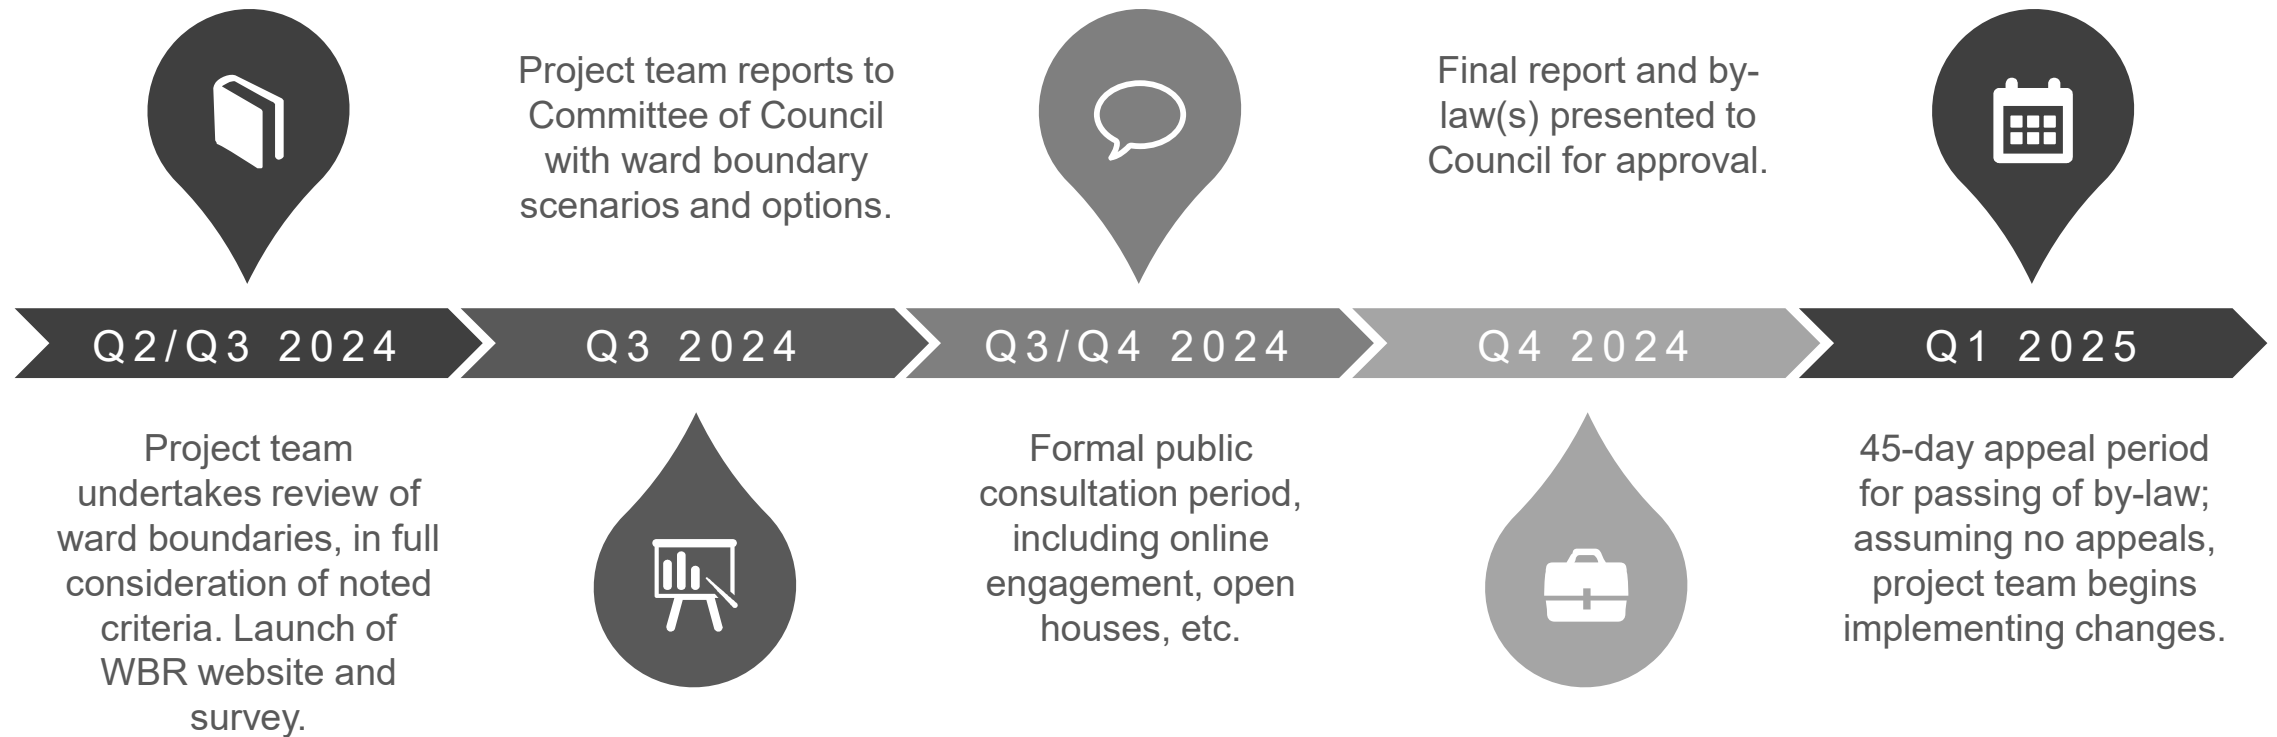 Project team reports to
Committee of Council
with ward boundary
scenarios and options.
Final report and by-
law(s) presented to
Council for approval.
Q2/Q3 2024
Q3 2024
Q3/Q4 2024
Q4 2024
Q1 2025
Project team
undertakes review of
ward boundaries, in full
consideration of noted
criteria. Launch of
WBR website and
survey.
Formal public
consultation period,
including online
engagement, open
houses, etc.
45-day appeal period
for passing of by-law;
assuming no appeals,
project team begins
implementing changes.